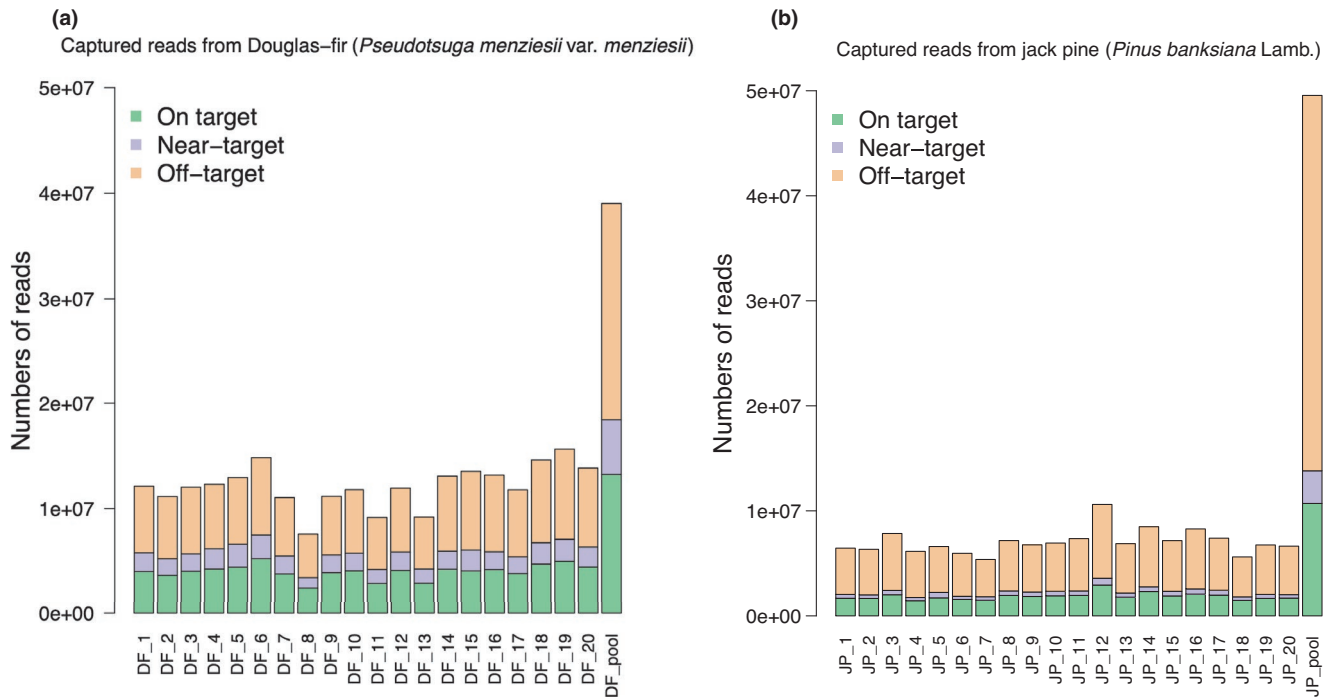 (a)
Captured reads from Douglas−fir (Pseudotsuga menziesii var. menziesii)
Numbers of reads
5e+07
4e+07
3e+07
2e+07
1e+07
0e+00
On target
Near−target
Off−target
DF_1
DF_2
DF_3
DF_4
DF_5
DF_6
DF_7
DF_8
DF_9
DF_10
DF_11
DF_12
DF_13
DF_14
DF_15
DF_16
DF_17
DF_18
DF_19
DF_20
DF_pool
(b)
Captured reads from jack pine (Pinus banksiana Lamb.)
Numbers of reads
5e+07
4e+07
3e+07
2e+07
1e+07
0e+00
On target
Near−target
Off−target
JP_1
JP_2
JP_3
JP_4
JP_5
JP_6
JP_7
JP_8
JP_9
JP_10
JP_11
JP_12
JP_13
JP_14
JP_15
JP_16
JP_17
JP_18
JP_19
JP_20
JP_pool